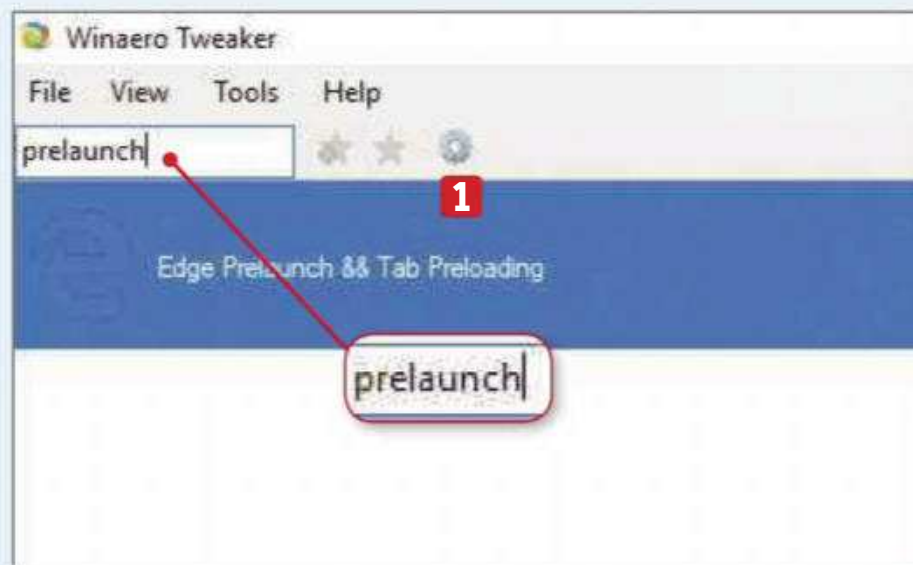 Winaero Tweaker
File View Tools Help
prelaunch
1
Edge Prelaunch && Tab Preloading
prelaunch